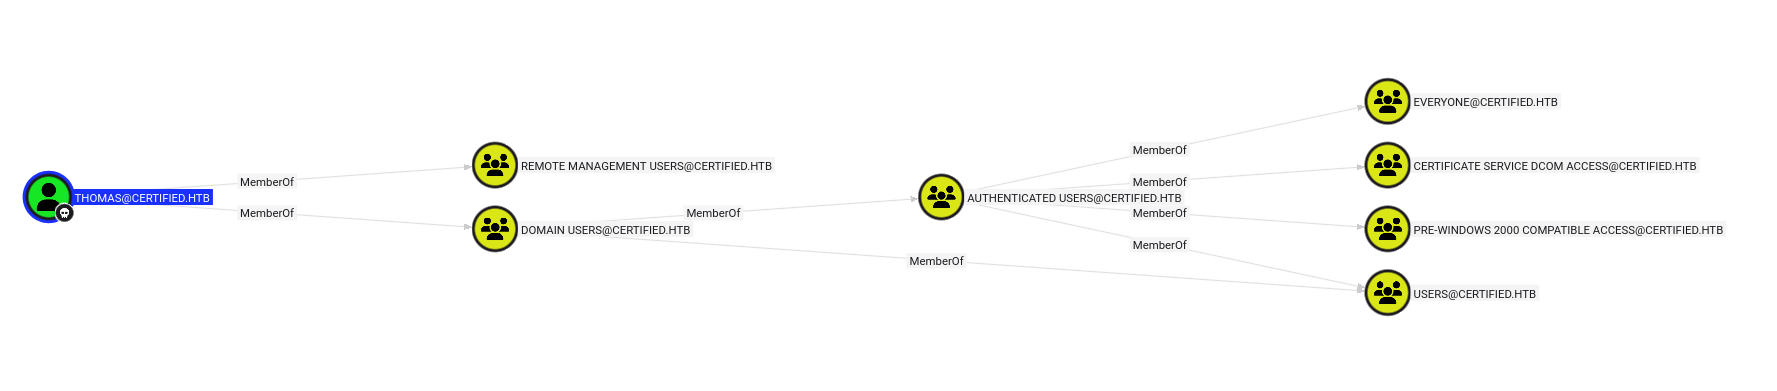 EVERYONE@CERTIFIED.HTB
MemberOf
REMOTE MANAGEMENT USERS@CERTIFIED.HTB
CERTIFICATE SERVICE DCOM ACCESS@CERTIFIED.HTB
MemberOf
MemberOf
THOMAS@CERTIFIED.HTB
AUTHENTICATED USERS@CERTIFIED.HTB
MemberOf
MemberOf
MemberOf
DOMAIN USERS@CERTIFIED.HTB
PRE-WINDOWS 2000 COMPATIBLE ACCESS@CERTIFIED.HTB
MemberOf
MemberOf
USERS@CERTIFIED.HTB